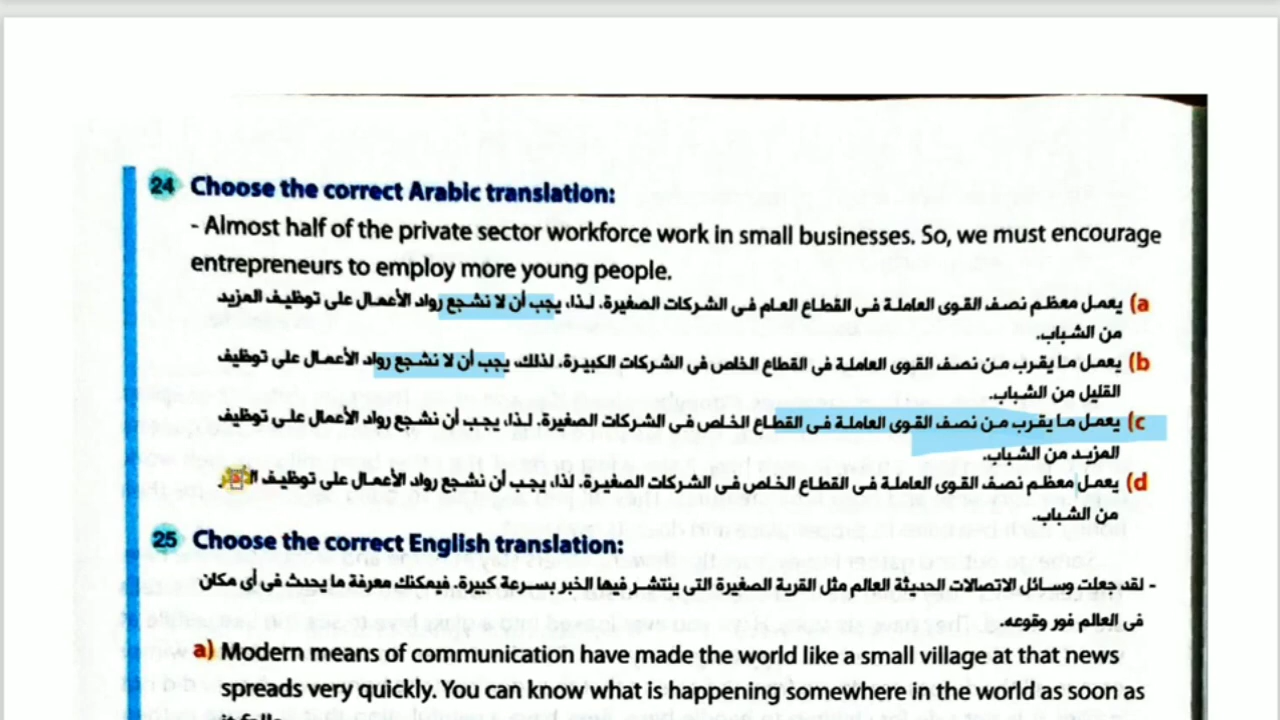 24 Choose the correct Arabic translation:
- Almost half of the private sector workforce work in small businesses. So, we must encourage
entrepreneurs to employ more young people.
a) يعمل معظم نصف القوى العاملة فى القطاع العام فى الشركات الصغيرة. لذا، يجب أن لا نشجع رواد الأعمال على توظيف المزيد
من الشباب.
b) يعمل ما يقرب من نصف القوى العاملة فى القطاع الخاص فى الشركات الكبيرة. لذلك، يجب أن لا نشجع رواد الأعمال على توظيف
القليل من الشباب.
c) يعمل ما يقرب من نصف القوى العاملة فى القطاع الخاص فى الشركات الصغيرة. لذا، يجب أن نشجع رواد الأعمال على توظيف
المزيد من الشباب.
d) يعمل معظم نصف القوى العاملة فى القطاع الخاص فى الشركات الصغيرة. لذا، يجب أن نشجع رواد الأعمال على توظيف
من الشباب.
25 Choose the correct English translation:
- لقد جعلت وسائل الاتصالات الحديثة العالم مثل القرية الصغيرة التى ينتشر فيها الخبر بسرعة كبيرة. فيمكنك معرفة ما يحدث فى أى مكان
فى العالم فور وقوعه.
a) Modern means of communication have made the world like a small village at that news
spreads very quickly. You can know what is happening somewhere in the world as soon as